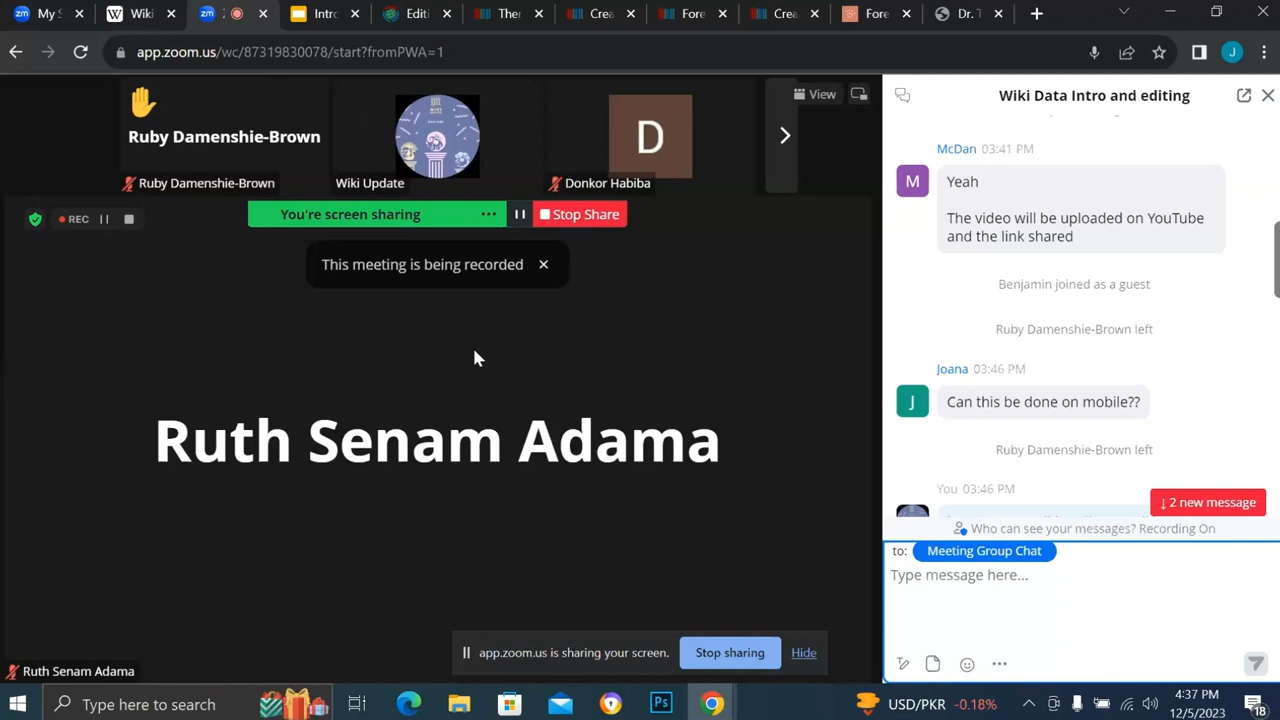 My S
Wiki
Intro
Editi
Ther
Crea
Fore
Crea
Fore
Dr. T
app.zoom.us/wc/87319830078/start?fromPWA=1
J
Ruby Damenshie-Brown
Ruby Damenshie-Brown
Wiki Update
D
Donkor Habiba
View
REC
You're screen sharing
Stop Share
This meeting is being recorded
Ruth Senam Adama
Ruth Senam Adama
app.zoom.us is sharing your screen.
Stop sharing
Hide
Wiki Data Intro and editing
McDan 03:41 PM
M
Yeah
The video will be uploaded on YouTube
and the link shared
Benjamin joined as a guest
Ruby Damenshie-Brown left
Joana 03:46 PM
J
Can this be done on mobile??
Ruby Damenshie-Brown left
You 03:46 PM
↓ 2 new message
Who can see your messages? Recording On
to: Meeting Group Chat
Type message here...
Type here to search
Ps
USD/PKR -0.18%
4:37 PM
12/5/2023
18